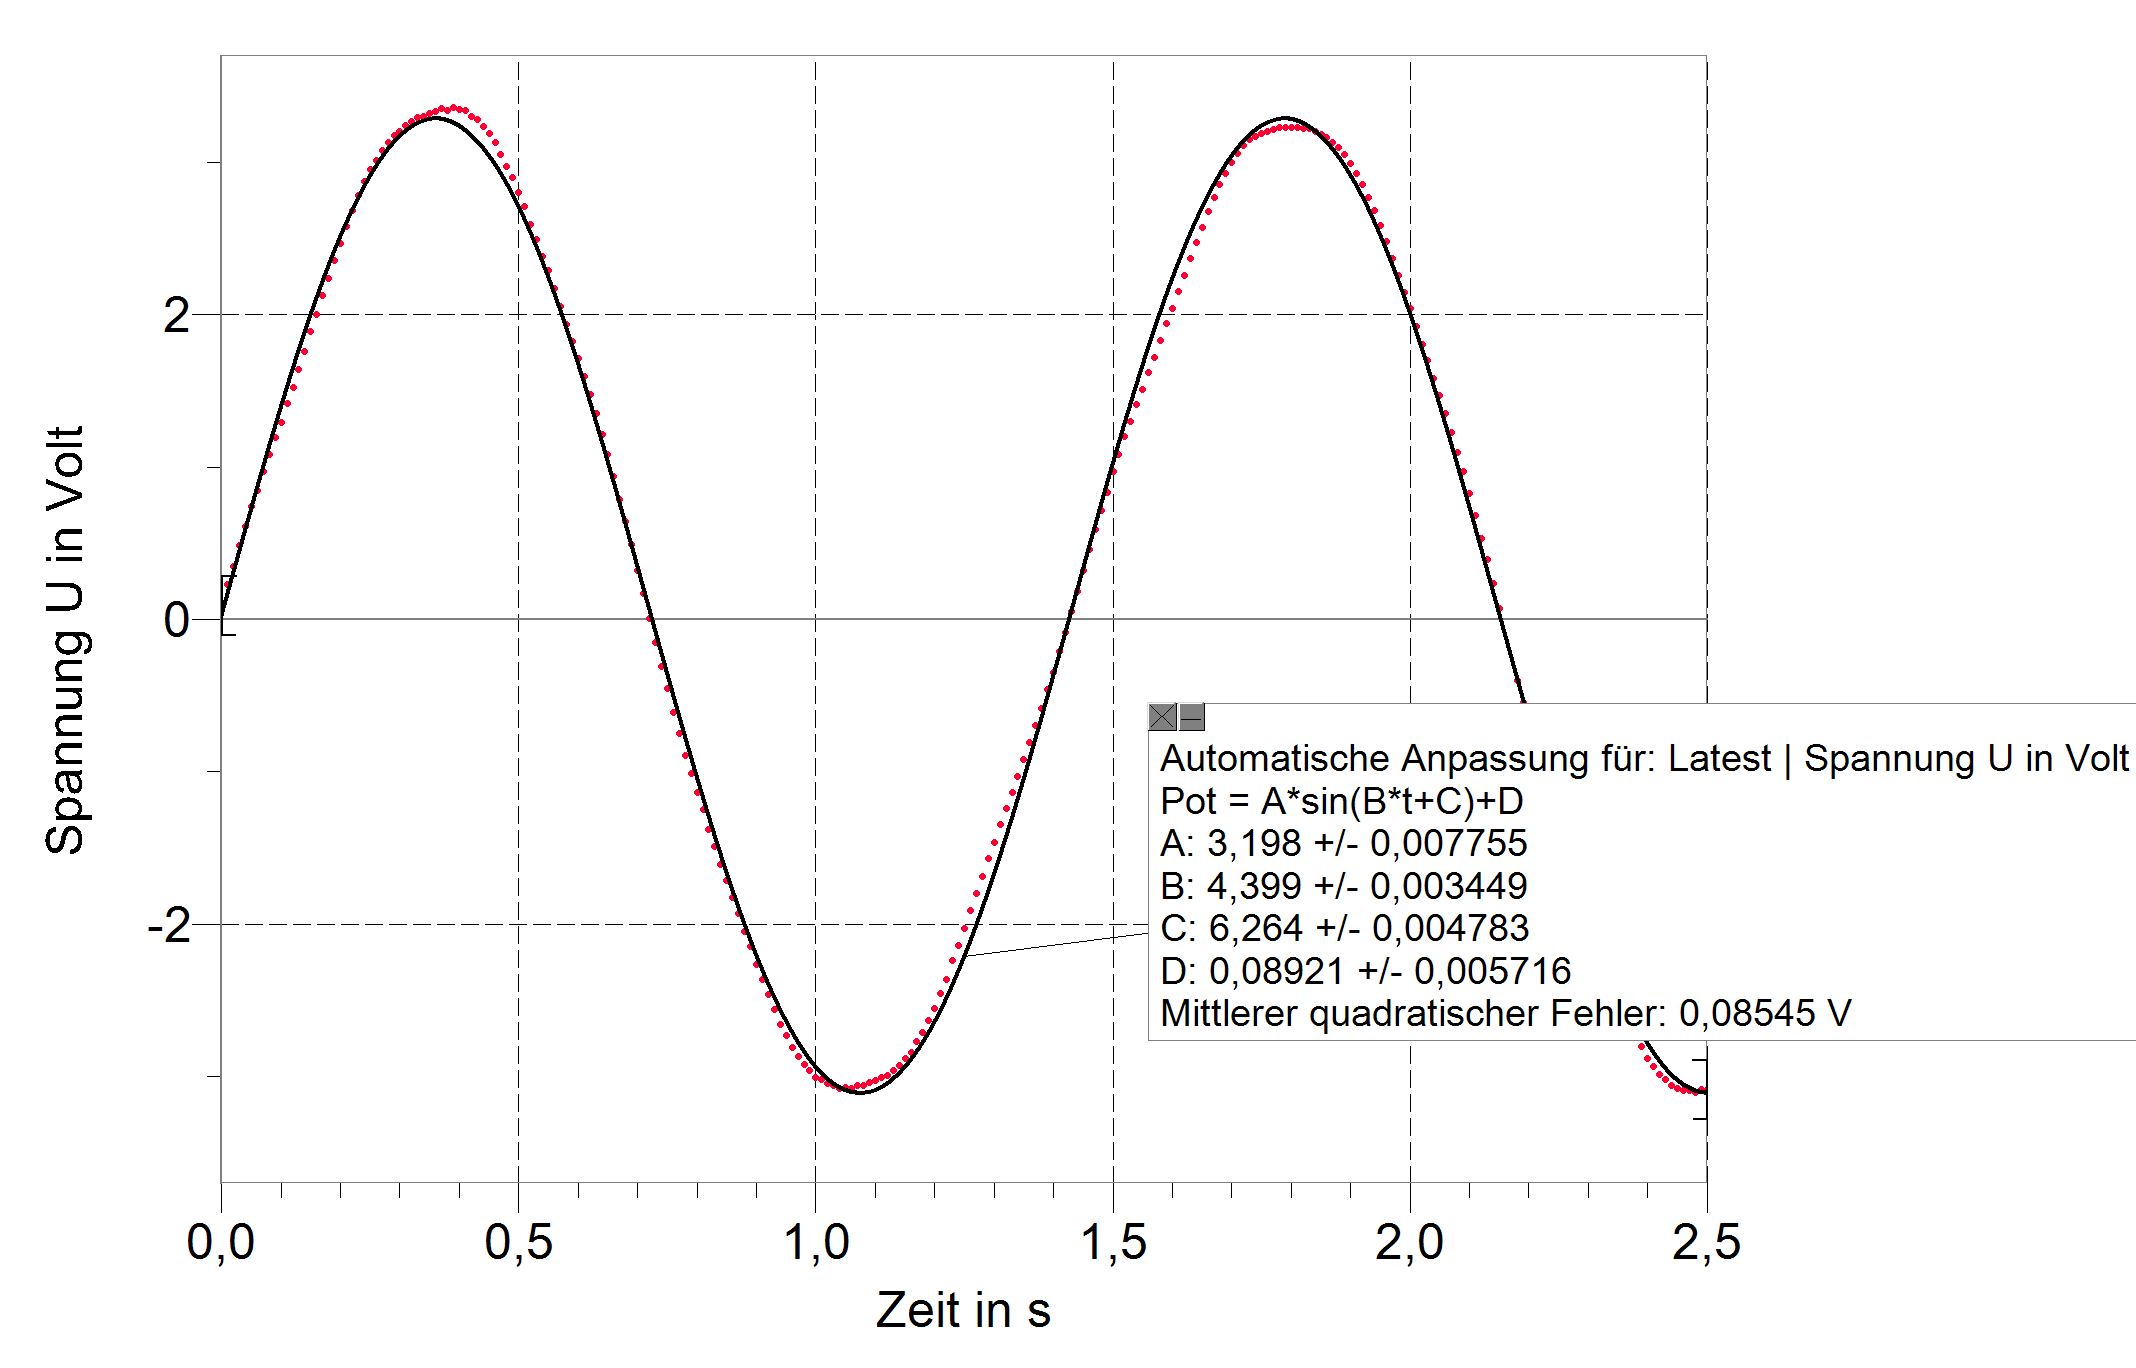 Spannung U in Volt
2
0
-2
Automatische Anpassung für: Latest | Spannung U in Volt
Pot = A*sin(B*t+C)+D
A: 3,198 +/- 0,007755
B: 4,399 +/- 0,003449
C: 6,264 +/- 0,004783
D: 0,08921 +/- 0,005716
Mittlerer quadratischer Fehler: 0,08545 V
0,0 0,5 1,0 1,5 2,0 2,5
Zeit in s